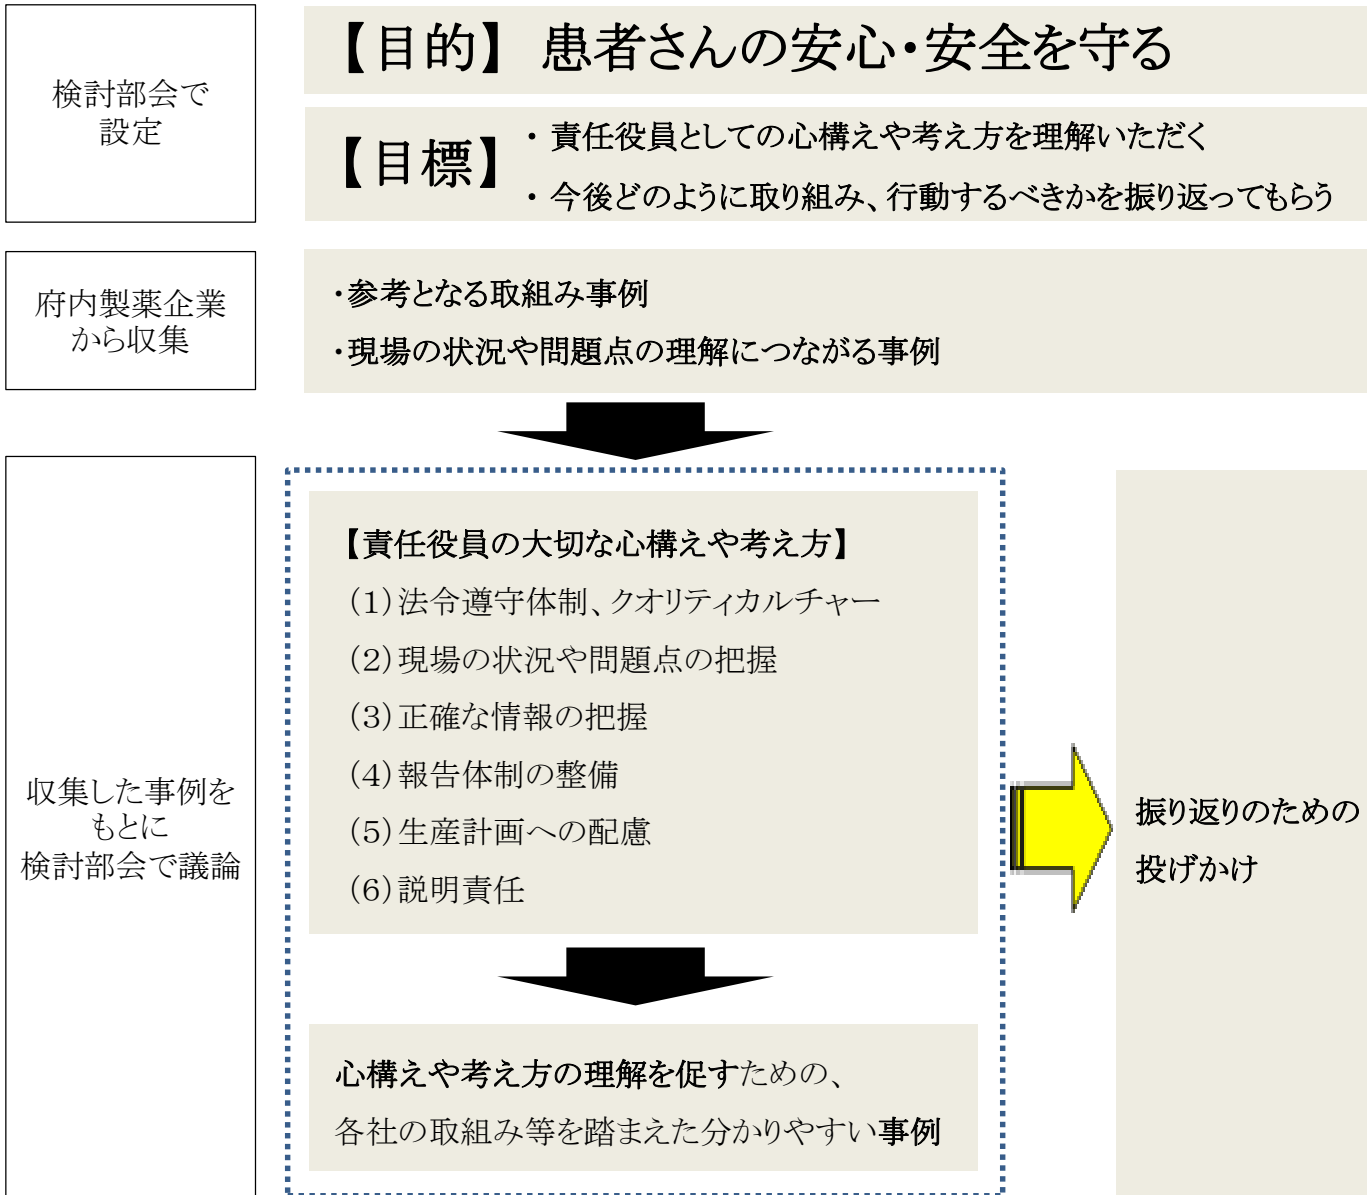 検討部会で
設定
【目的】 患者さんの安心・安全を守る
【目標】
・ 責任役員としての心構えや考え方を理解いただく
・ 今後どのように取り組み、行動するべきかを振り返ってもらう
府内製薬企業
から収集
・参考となる取組み事例
・現場の状況や問題点の理解につながる事例
収集した事例を
もとに
検討部会で議論
【責任役員の大切な心構えや考え方】
(1)法令遵守体制、クオリティカルチャー
(2)現場の状況や問題点の把握
(3)正確な情報の把握
(4)報告体制の整備
(5)生産計画への配慮
(6)説明責任
心構えや考え方の理解を促すための、
各社の取組み等を踏まえた分かりやすい事例
振り返りのための
投げかけ